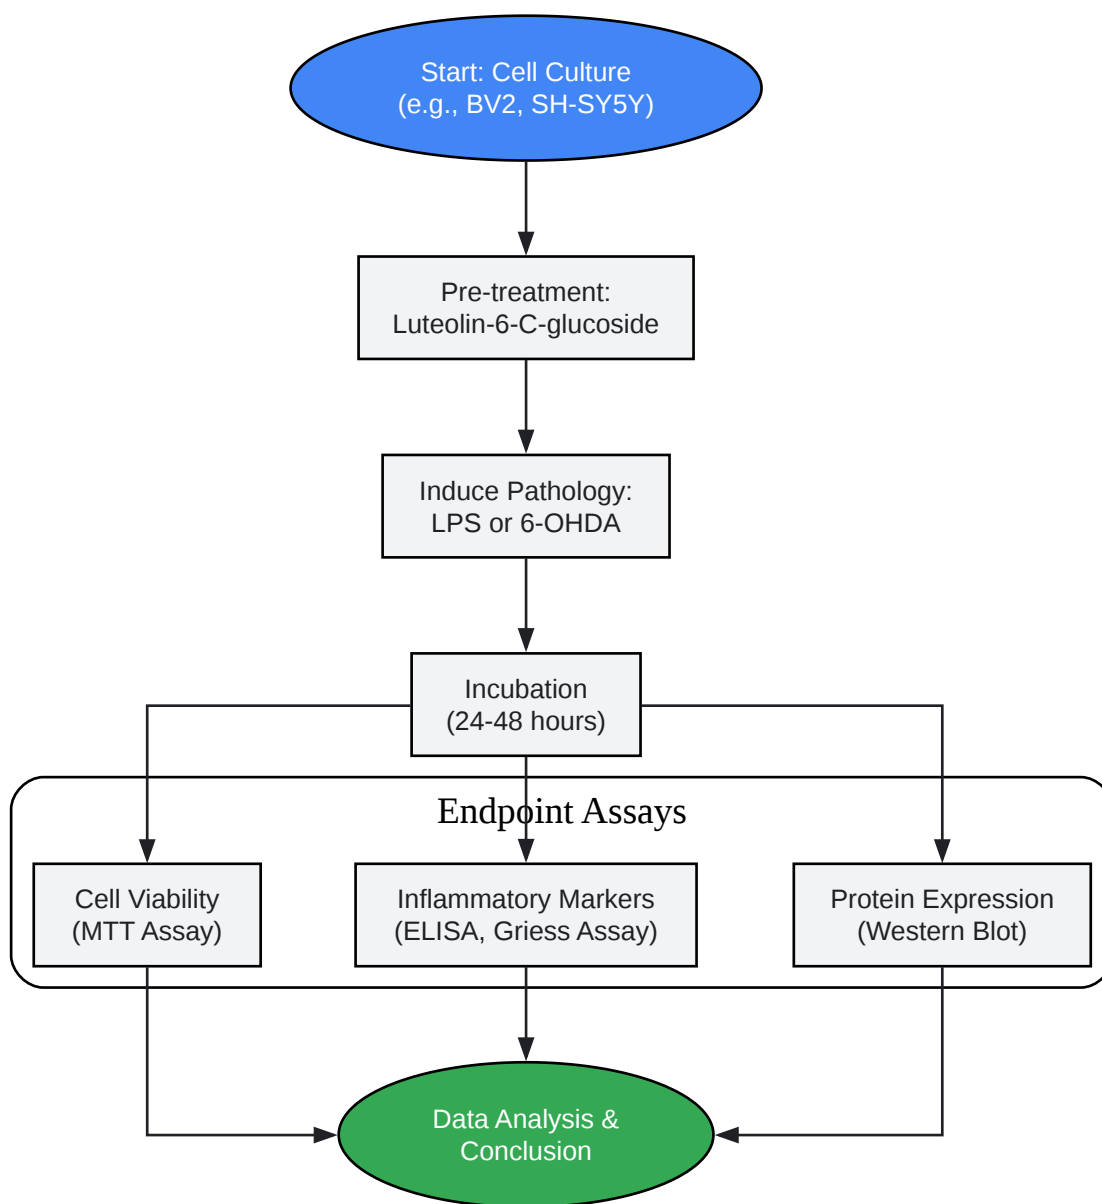 Start: Cell Culture
(e.g., BV2, SH-SY5Y)
Pre-treatment:
Luteolin-6-C-glucoside
Induce Pathology:
LPS or 6-OHDA
Incubation
(24-48 hours)
Endpoint Assays
Cell Viability
(MTT Assay)
Inflammatory Markers
(ELISA, Griess Assay)
Protein Expression
(Western Blot)
Data Analysis &
Conclusion